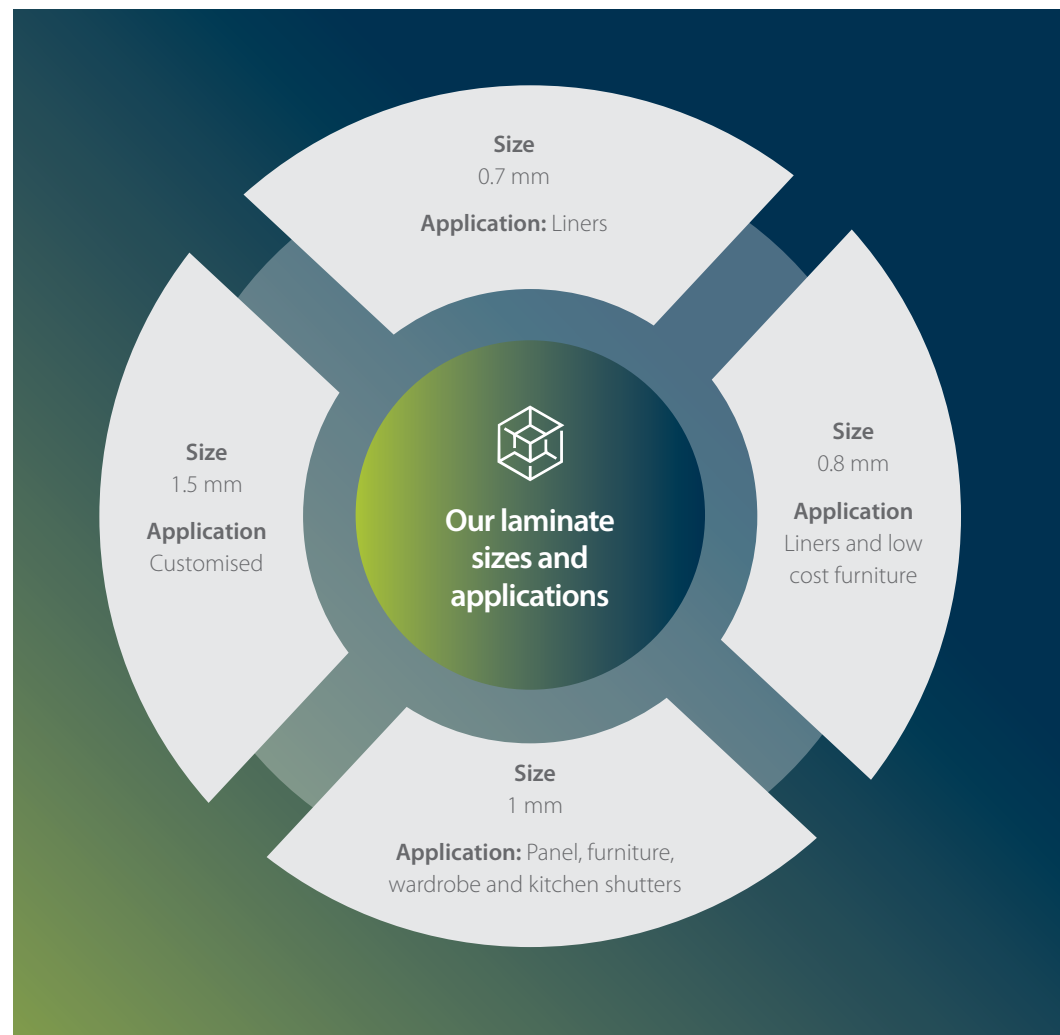 Size
0.7 mm
Application: Liners
Size
0.8 mm
Application
Liners and low
cost furniture
Size
1 mm
Application: Panel, furniture,
wardrobe and kitchen shutters
Size
1.5 mm
Application
Customised
Our laminate
sizes and
applications